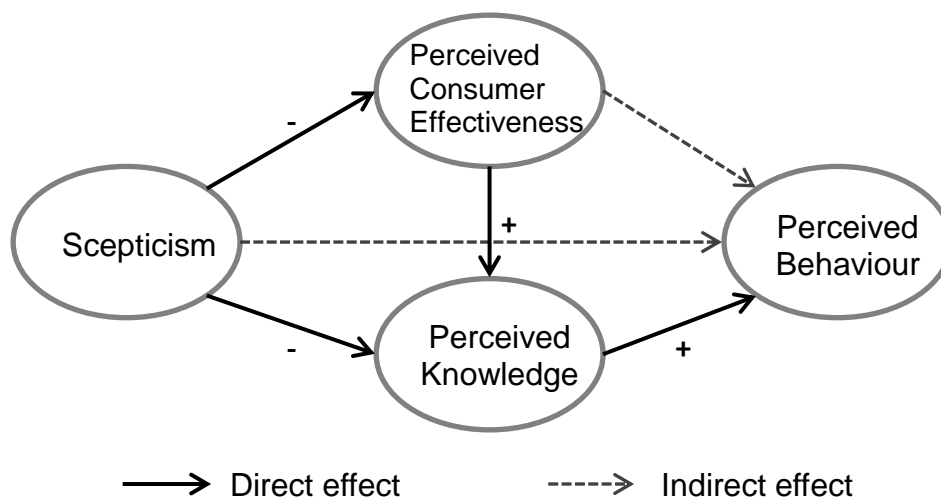 Perceived
Consumer
Effectiveness
-
+
Scepticism
Perceived
Behaviour
-
Perceived
Knowledge
+
Direct effect
Indirect effect